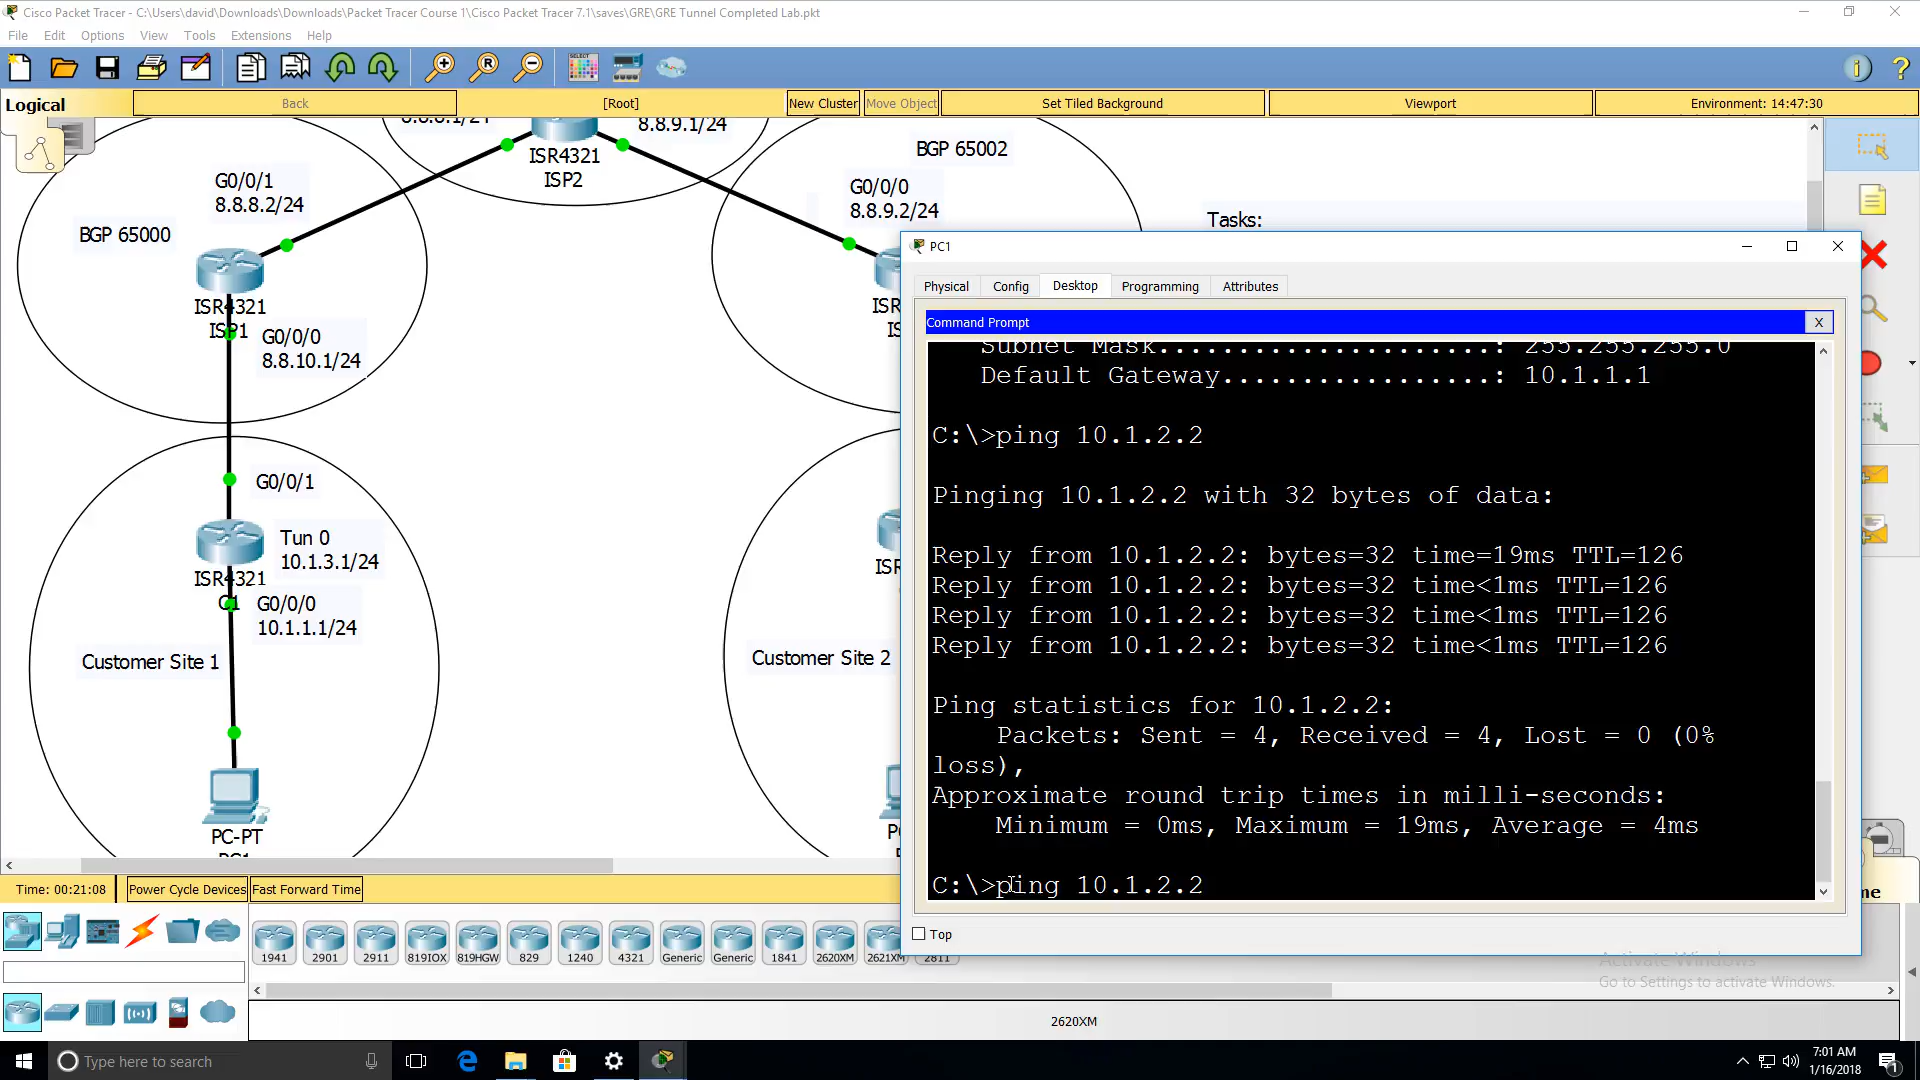 Cisco Packet Tracer - C:\Users\david\Downloads\Downloads\Packet Tracer Course 1\Cisco Packet Tracer 7.1\saves\GRE\GRE Tunnel Completed Lab.pkt
File Edit Options View Tools Extensions Help
Logical Back [Root] New Cluster Move Object Set Tiled Background Viewport Environment: 14:47:30
8.8.9.1/24
ISR4321
ISP2
G0/0/1
8.8.8.2/24
BGP 65000
ISR4321
ISP1
G0/0/0
8.8.10.1/24
BGP 65002
G0/0/0
8.8.9.2/24
Tasks:
G0/0/1
Tun 0
10.1.3.1/24
ISR4321
C1
G0/0/0
10.1.1.1/24
Customer Site 1
PC-PT
Customer Site 2
PC1
Physical Config Desktop Programming Attributes
Command Prompt X
Subnet Mask......................: 255.255.255.0
Default Gateway.................: 10.1.1.1
C:\>ping 10.1.2.2
Pinging 10.1.2.2 with 32 bytes of data:
Reply from 10.1.2.2: bytes=32 time=19ms TTL=126
Reply from 10.1.2.2: bytes=32 time<1ms TTL=126
Reply from 10.1.2.2: bytes=32 time<1ms TTL=126
Reply from 10.1.2.2: bytes=32 time<1ms TTL=126
Ping statistics for 10.1.2.2:
Packets: Sent = 4, Received = 4, Lost = 0 (0%
loss),
Approximate round trip times in milli-seconds:
Minimum = 0ms, Maximum = 19ms, Average = 4ms
C:\>ping 10.1.2.2
Top
Time: 00:21:08 Power Cycle Devices Fast Forward Time
1941 2901 2911 819IOX 819HGW 829 1240 4321 Generic Generic 1841 2620XM 2621XM 2811
Activate Windows
Go to Settings to activate Windows.
2620XM
Type here to search
7:01 AM
1/16/2018